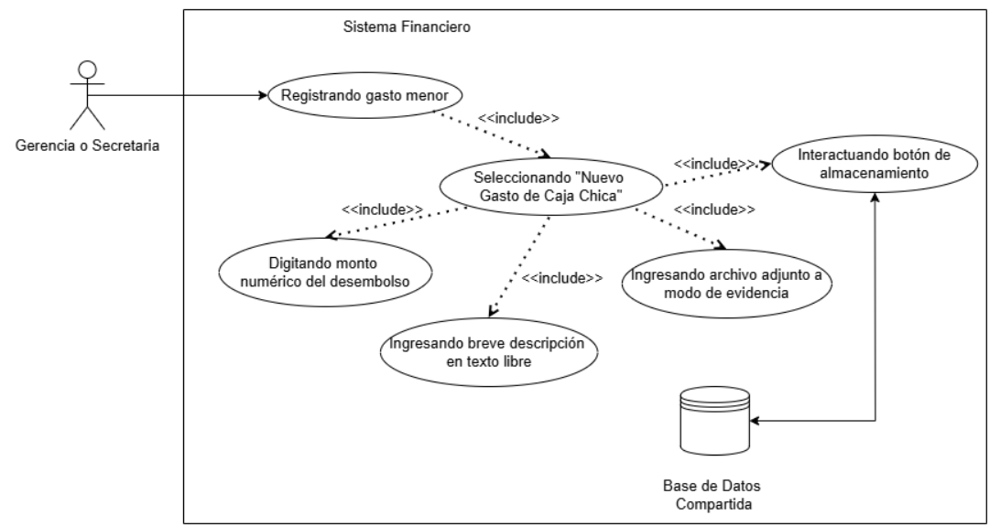 Sistema Financiero
Registrando gasto menor
Gerencia o Secretaria
<<include>>
Seleccionando "Nuevo
Gasto de Caja Chica"
<<include>>
Interactuando botón de
almacenamiento
<<include>>
<<include>>
Digitando monto
numérico del desembolso
<<include>>
Ingresando archivo adjunto a
modo de evidencia
Ingresando breve descripción
en texto libre
Base de Datos
Compartida